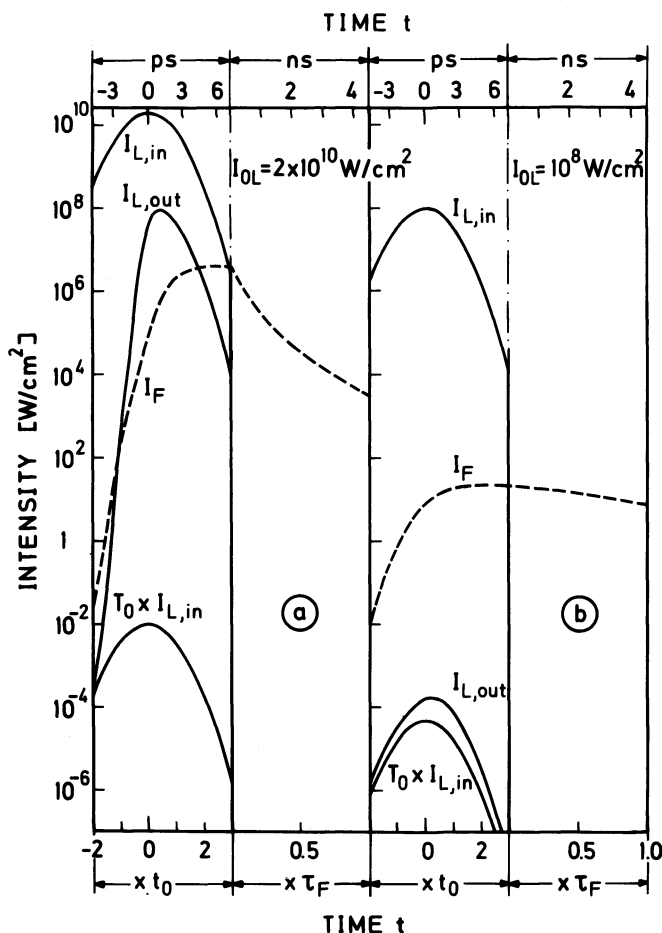 TIME t
ps ns ps ns
-3 0 3 6 2 4 -3 0 3 6 2 4
10^10
10^8
10^6
10^4
10^2
1
10^-2
10^-4
10^-6
INTENSITY [W/cm^2]
I_L,in
I_L,out
I_F
T_0 x I_L,in
I_0L = 2x10^10 W/cm^2
a
I_0L = 10^8 W/cm^2
I_L,in
I_F
I_L,out
T_0 x I_L,in
b
-2 0 2 0.5 0 2 0.5 1.0
x t_0 x τ_F x t_0 x τ_F
TIME t